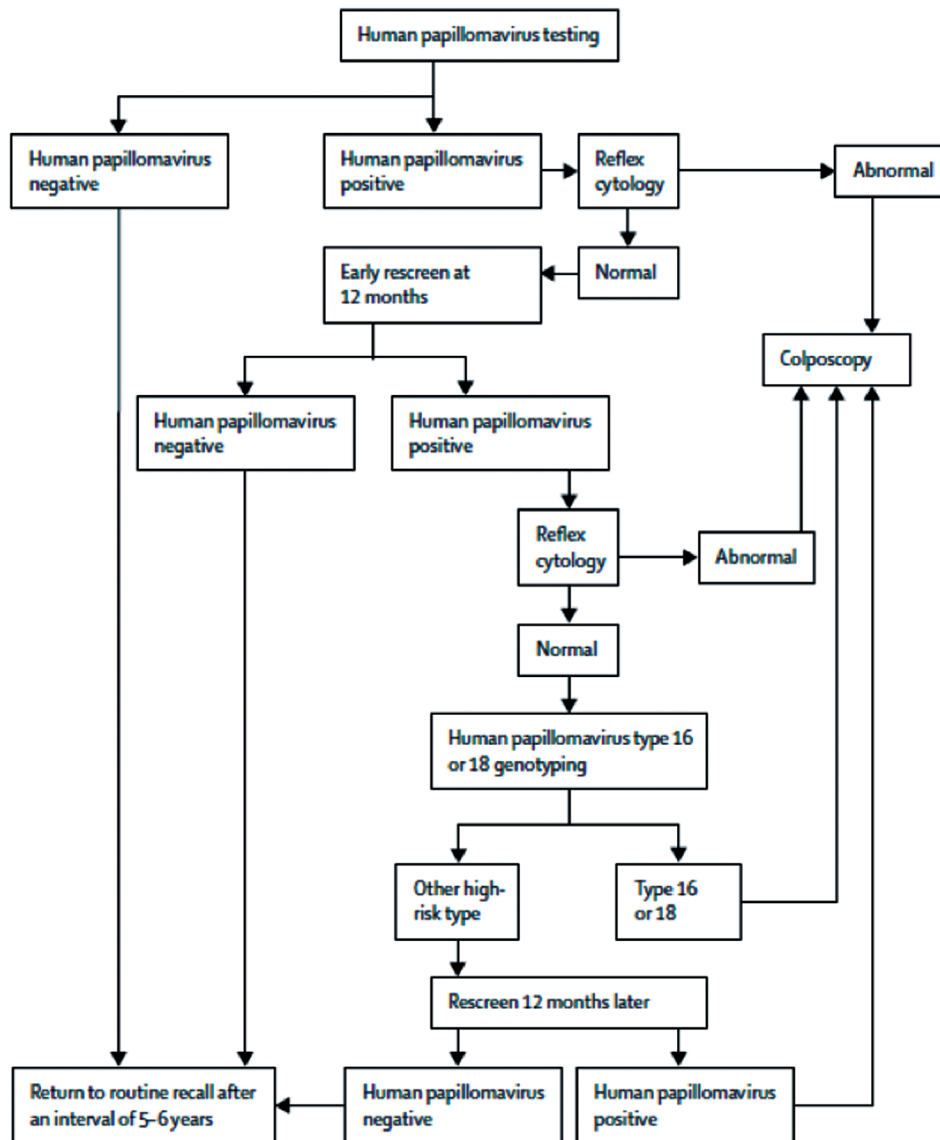 Human papillomavirus testing
Human papillomavirus
negative
Human papillomavirus
positive
Reflex
cytology
Abnormal
Early rescreen at
12 months
Normal
Colposcopy
Human papillomavirus
negative
Human papillomavirus
positive
Reflex
cytology
Abnormal
Normal
Human papillomavirus type 16
or 18 genotyping
Other high-
risk type
Type 16
or 18
Rescreen 12 months later
Return to routine recall after
an interval of 5–6 years
Human papillomavirus
negative
Human papillomavirus
positive